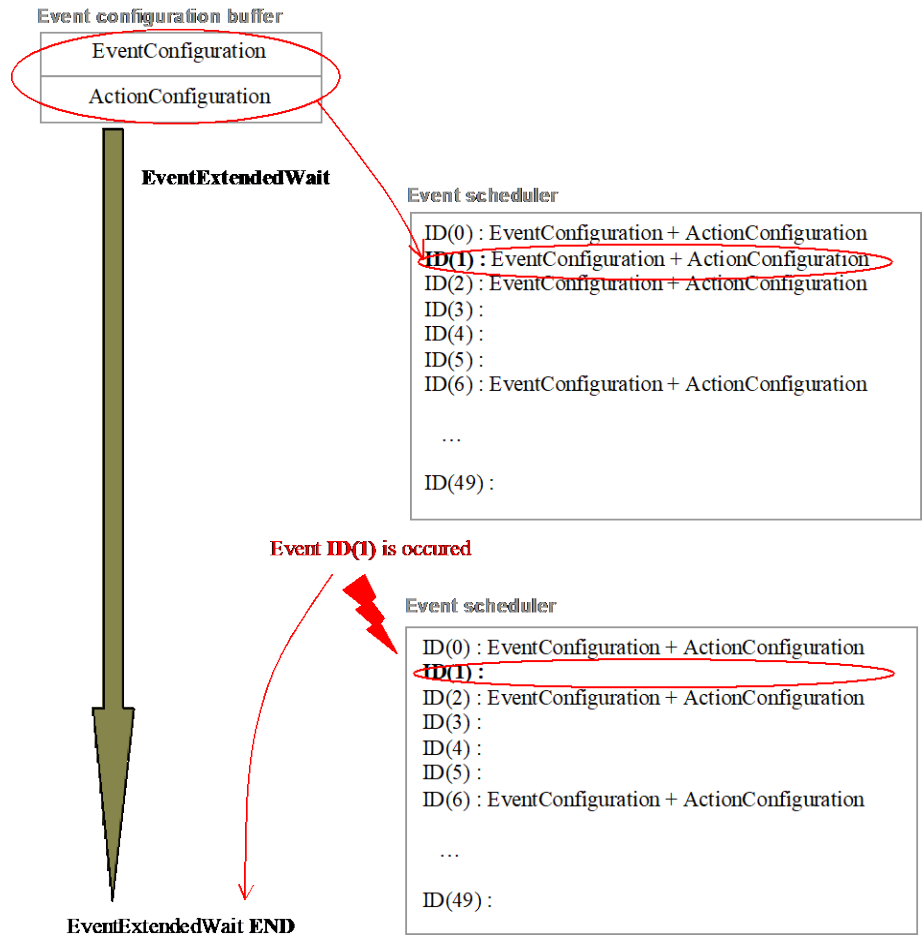 Event configuration buffer
EventConfiguration
ActionConfiguration
EventExtendedWait
Event scheduler
ID(0) : EventConfiguration + ActionConfiguration
ID(1) : EventConfiguration + ActionConfiguration
ID(2) : EventConfiguration + ActionConfiguration
ID(3) :
ID(4) :
ID(5) :
ID(6) : EventConfiguration + ActionConfiguration
...
ID(49) :
Event ID(1) is occured
Event scheduler
ID(0) : EventConfiguration + ActionConfiguration
ID(1) :
ID(2) : EventConfiguration + ActionConfiguration
ID(3) :
ID(4) :
ID(5) :
ID(6) : EventConfiguration + ActionConfiguration
...
ID(49) :
EventExtendedWait END